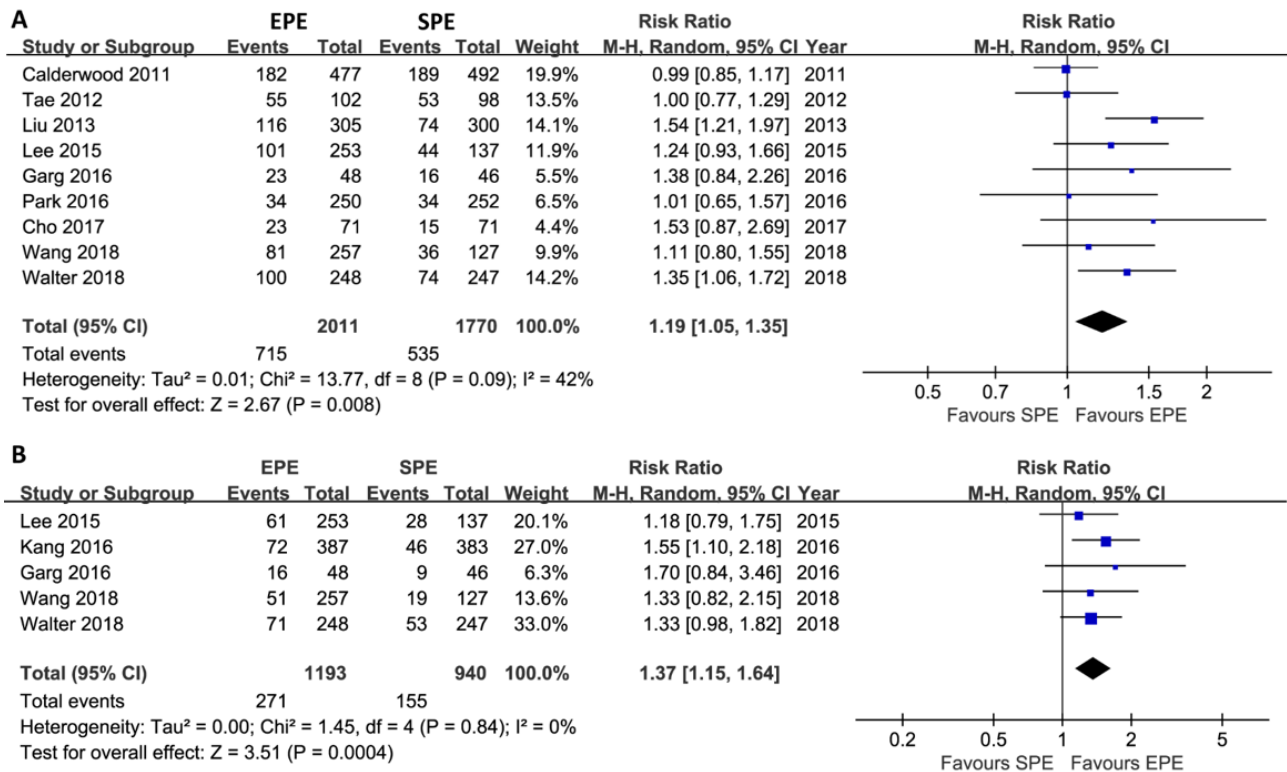 A
EPE SPE Risk Ratio Risk Ratio
Study or Subgroup Events Total Events Total Weight M-H, Random, 95% CI Year M-H, Random, 95% CI
Calderwood 2011 182 477 189 492 19.9% 0.99 [0.85, 1.17] 2011
Tae 2012 55 102 53 98 13.5% 1.00 [0.77, 1.29] 2012
Liu 2013 116 305 74 300 14.1% 1.54 [1.21, 1.97] 2013
Lee 2015 101 253 44 137 11.9% 1.24 [0.93, 1.66] 2015
Garg 2016 23 48 16 46 5.5% 1.38 [0.84, 2.26] 2016
Park 2016 34 250 34 252 6.5% 1.01 [0.65, 1.57] 2016
Cho 2017 23 71 15 71 4.4% 1.53 [0.87, 2.69] 2017
Wang 2018 81 257 36 127 9.9% 1.11 [0.80, 1.55] 2018
Walter 2018 100 248 74 247 14.2% 1.35 [1.06, 1.72] 2018
Total (95% CI) 2011 1770 100.0% 1.19 [1.05, 1.35]
Total events 715 535
Heterogeneity: Tau² = 0.01; Chi² = 13.77, df = 8 (P = 0.09); I² = 42%
Test for overall effect: Z = 2.67 (P = 0.008)
0.5 0.7 1 1.5 2
Favours SPE Favours EPE
B
EPE SPE Risk Ratio Risk Ratio
Study or Subgroup Events Total Events Total Weight M-H, Random, 95% CI Year M-H, Random, 95% CI
Lee 2015 61 253 28 137 20.1% 1.18 [0.79, 1.75] 2015
Kang 2016 72 387 46 383 27.0% 1.55 [1.10, 2.18] 2016
Garg 2016 16 48 9 46 6.3% 1.70 [0.84, 3.46] 2016
Wang 2018 51 257 19 127 13.6% 1.33 [0.82, 2.15] 2018
Walter 2018 71 248 53 247 33.0% 1.33 [0.98, 1.82] 2018
Total (95% CI) 1193 940 100.0% 1.37 [1.15, 1.64]
Total events 271 155
Heterogeneity: Tau² = 0.00; Chi² = 1.45, df = 4 (P = 0.84); I² = 0%
Test for overall effect: Z = 3.51 (P = 0.0004)
0.2 0.5 1 2 5
Favours SPE Favours EPE